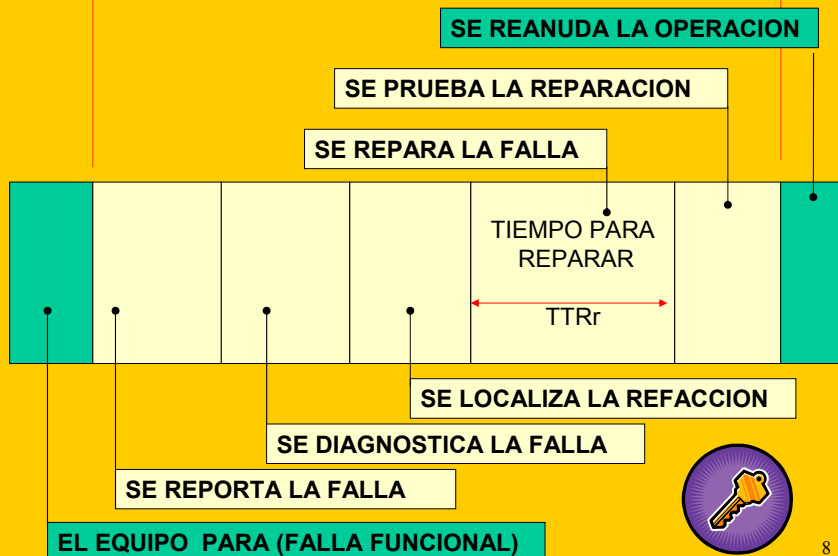 SE REANUDA LA OPERACION
SE PRUEBA LA REPARACION
SE REPARA LA FALLA
TIEMPO PARA
REPARAR
TTRr
SE LOCALIZA LA REFACCION
SE DIAGNOSTICA LA FALLA
SE REPORTA LA FALLA
EL EQUIPO PARA (FALLA FUNCIONAL)
8